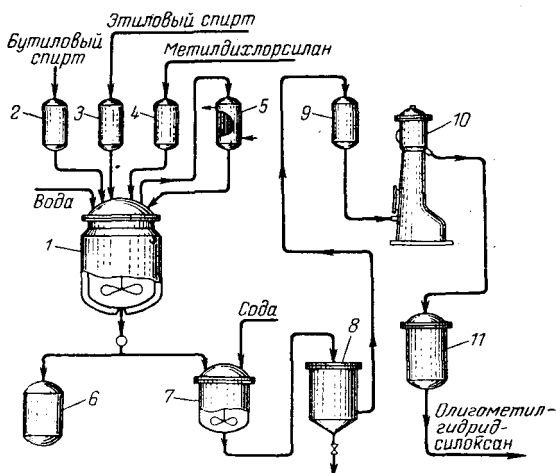 Этиловый спирт
Бутиловый
спирт
Метилдихлорсилан
2
3
4
5
9
10
Вода
1
Сода
8
11
6
7
Олигометил-
гидрид-
силоксан